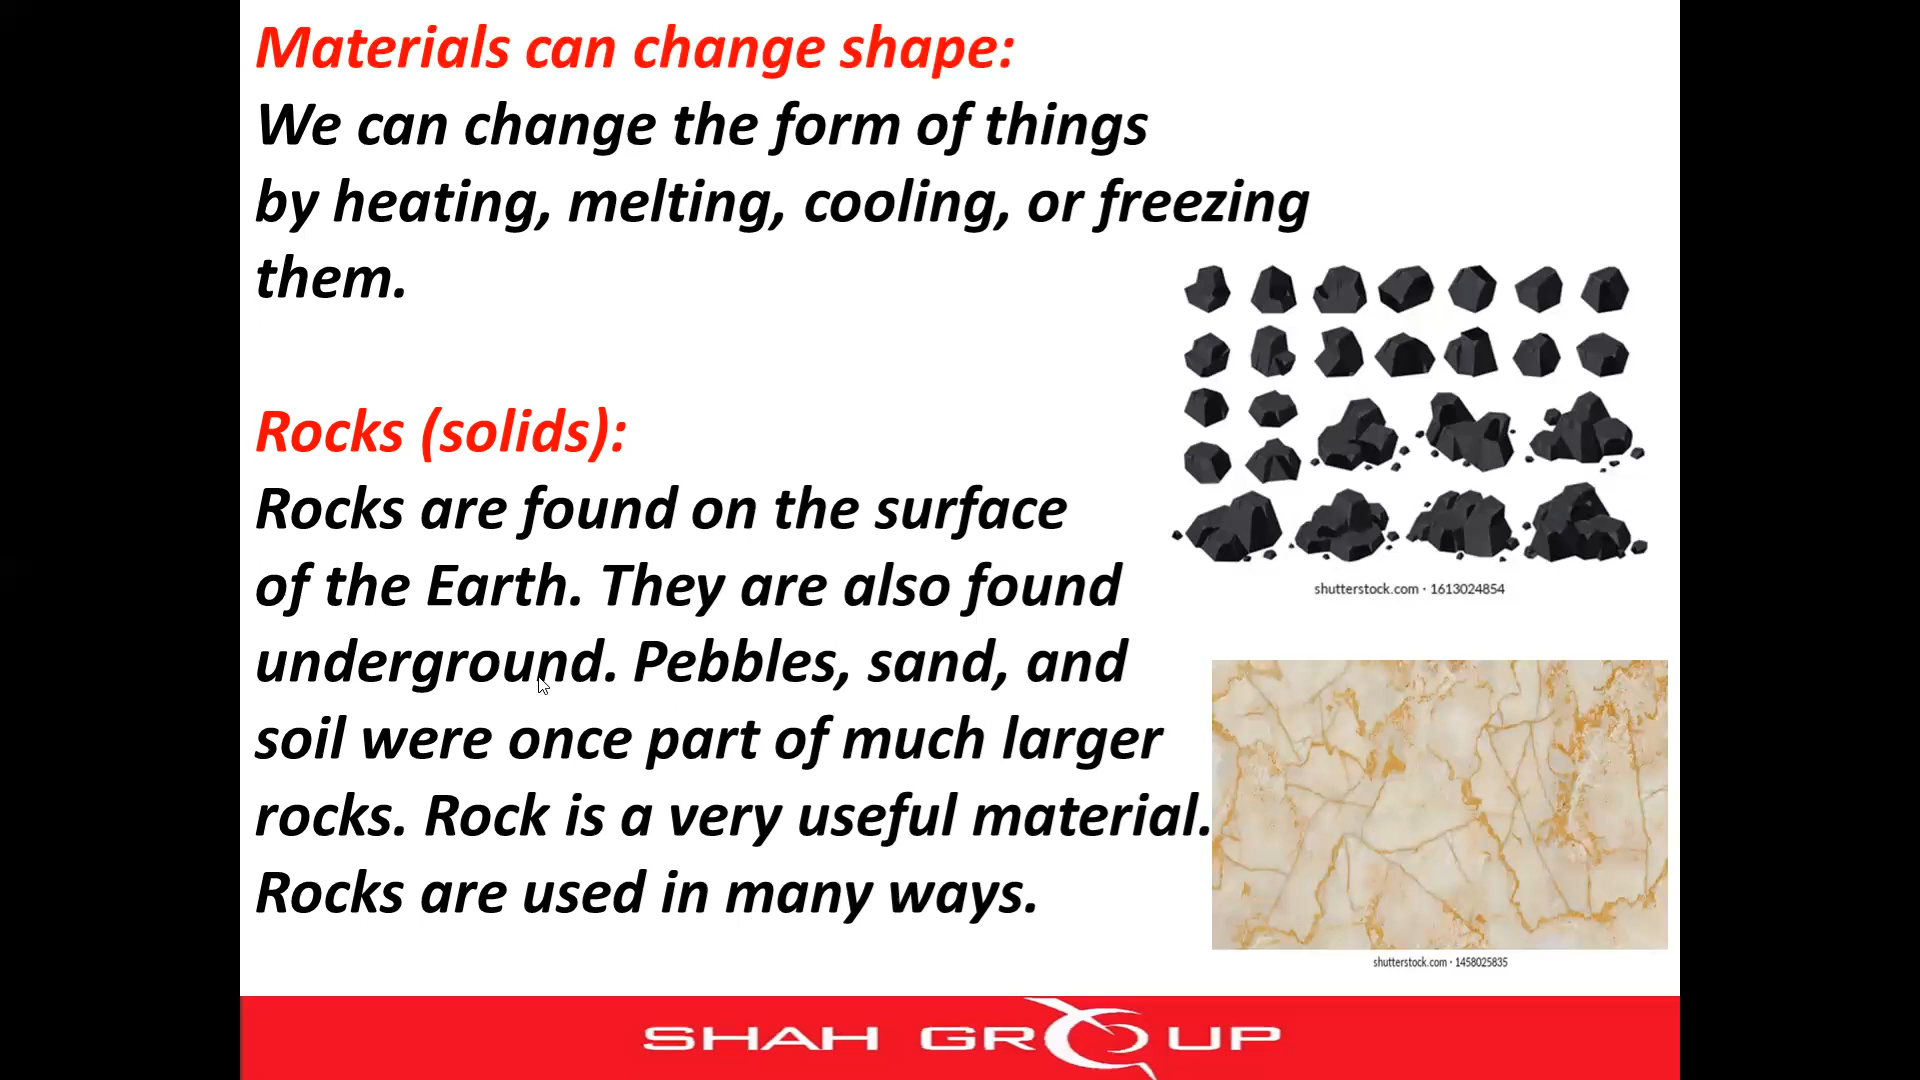 Materials can change shape:
We can change the form of things
by heating, melting, cooling, or freezing
them.
Rocks (solids):
Rocks are found on the surface
of the Earth. They are also found
underground. Pebbles, sand, and
soil were once part of much larger
rocks. Rock is a very useful material.
Rocks are used in many ways.
shutterstock.com · 1613024854
shutterstock.com · 1458025835
SHAH GROUP